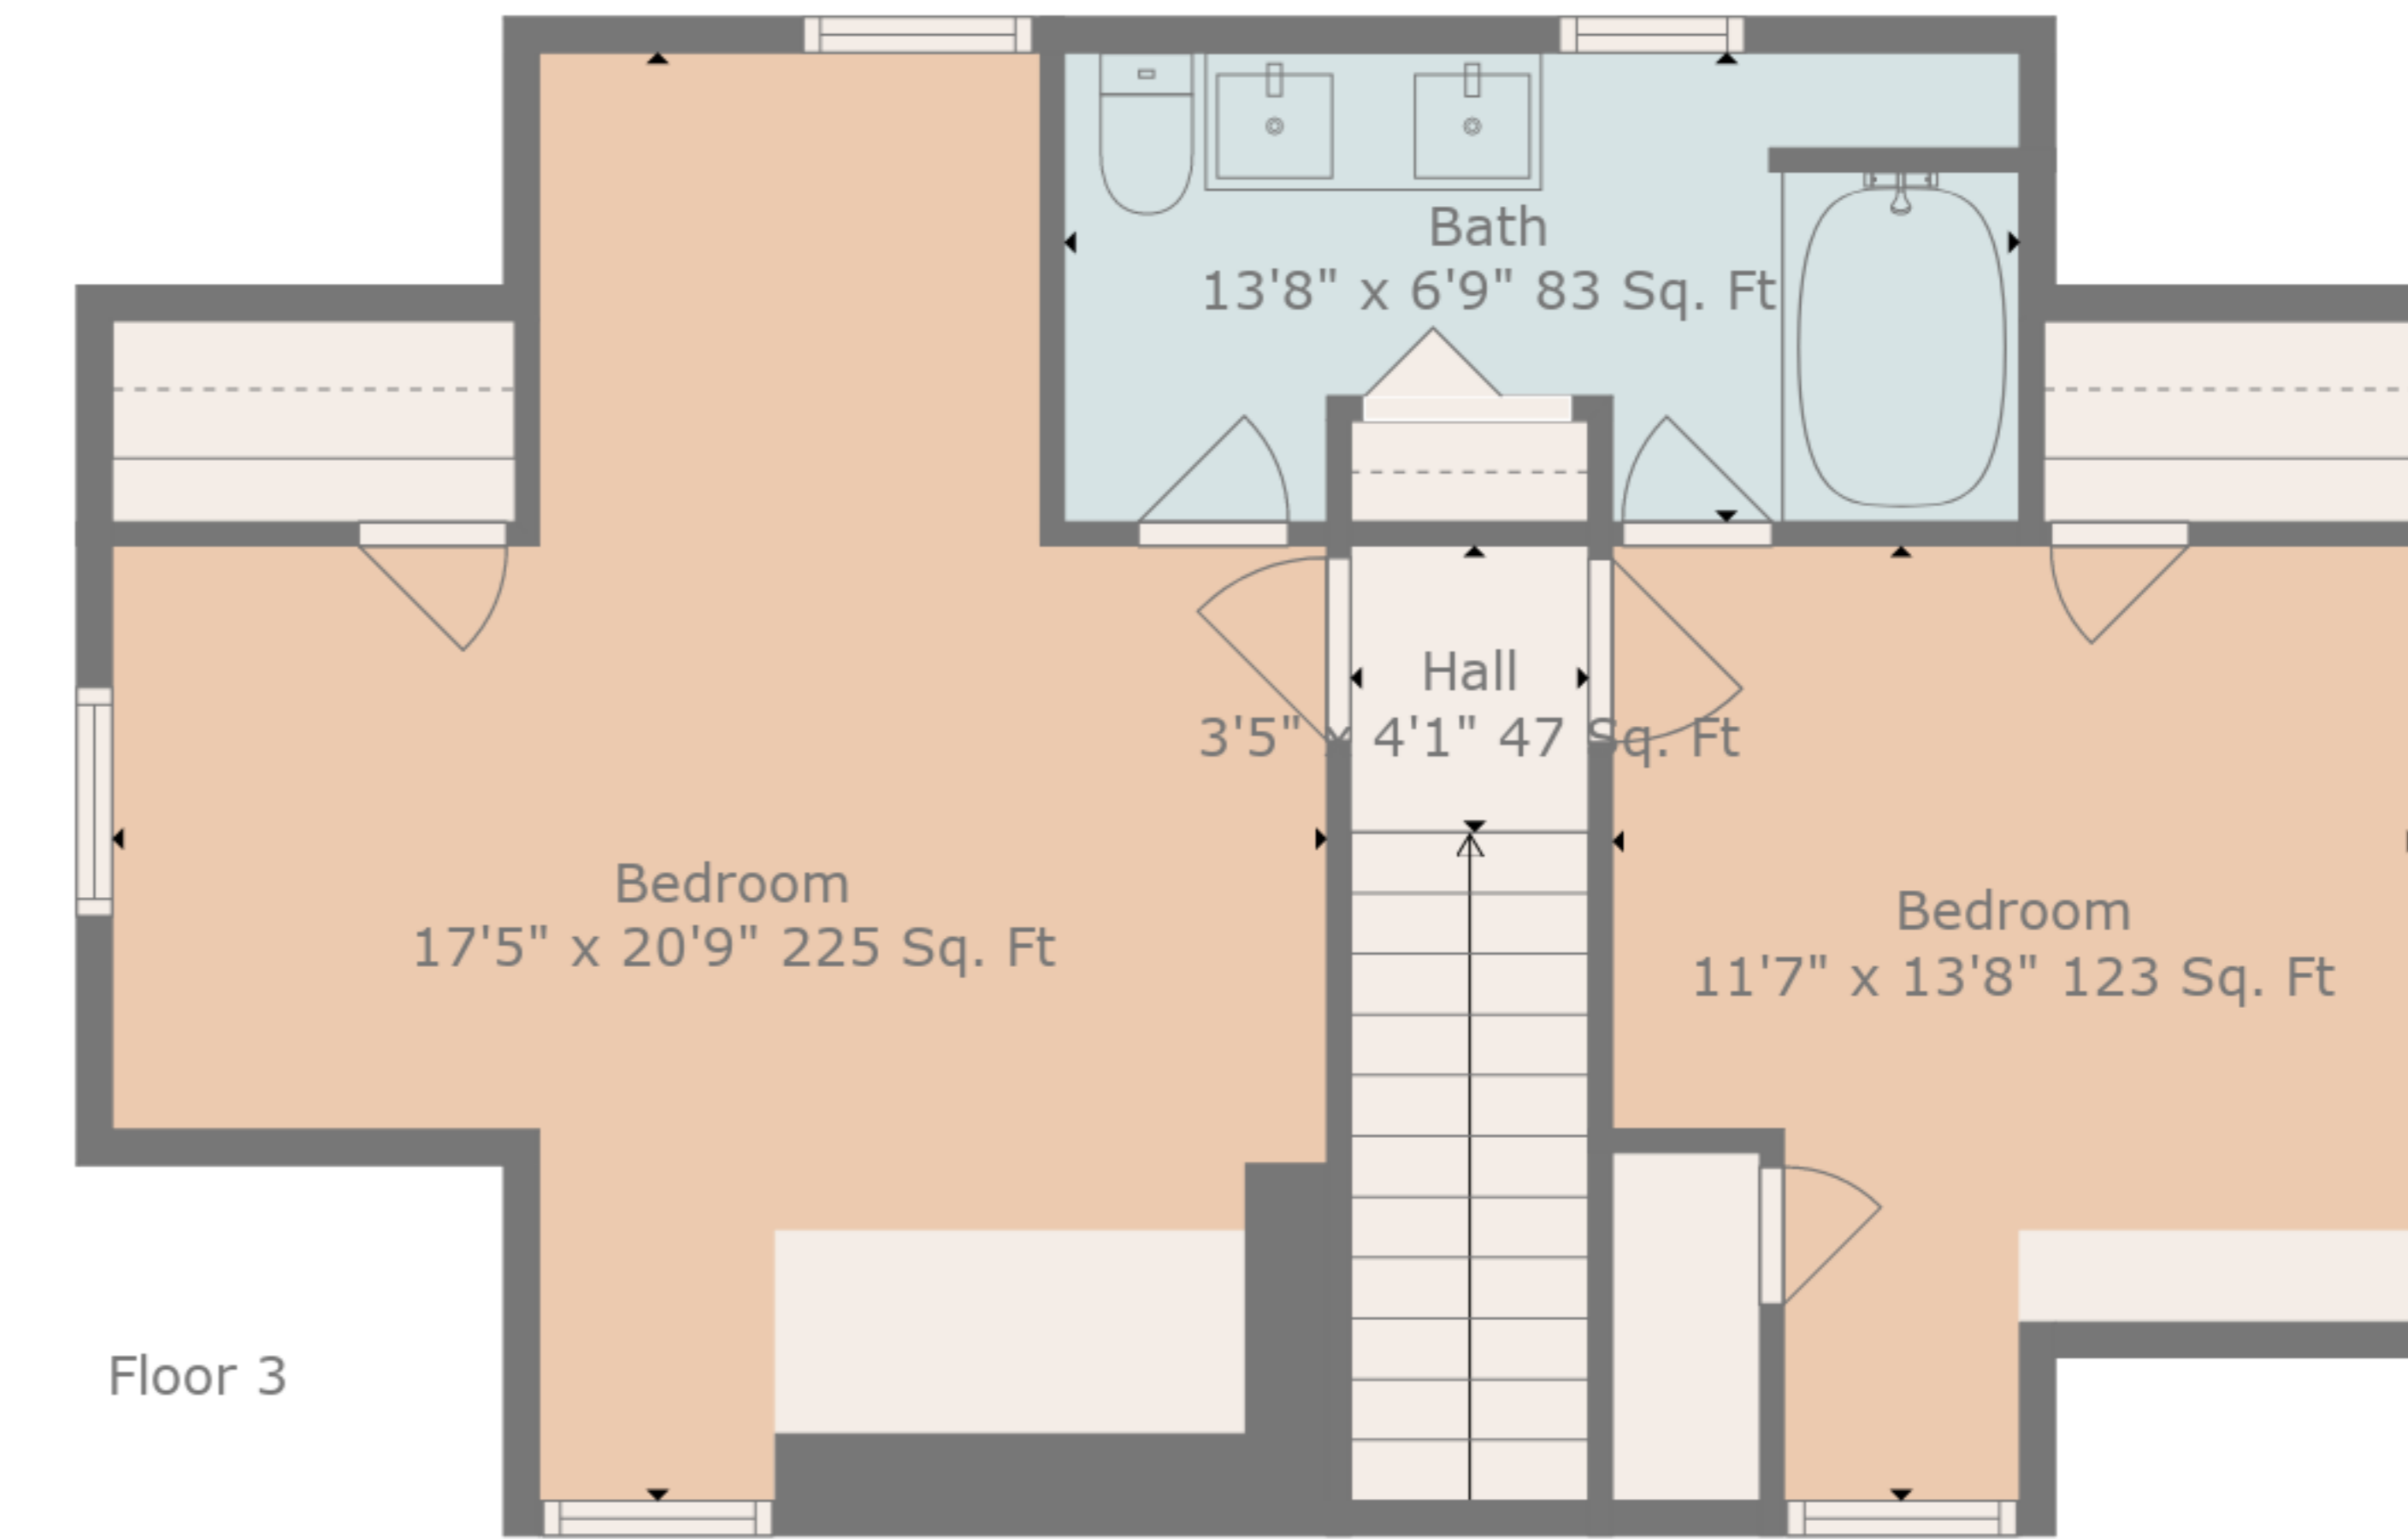 Bath
13'8" x 6'9" 83 Sq. Ft
Hall
3'5" x 4'1" 47 Sq. Ft
Bedroom
17'5" x 20'9" 225 Sq. Ft
Bedroom
11'7" x 13'8" 123 Sq. Ft
Floor 3